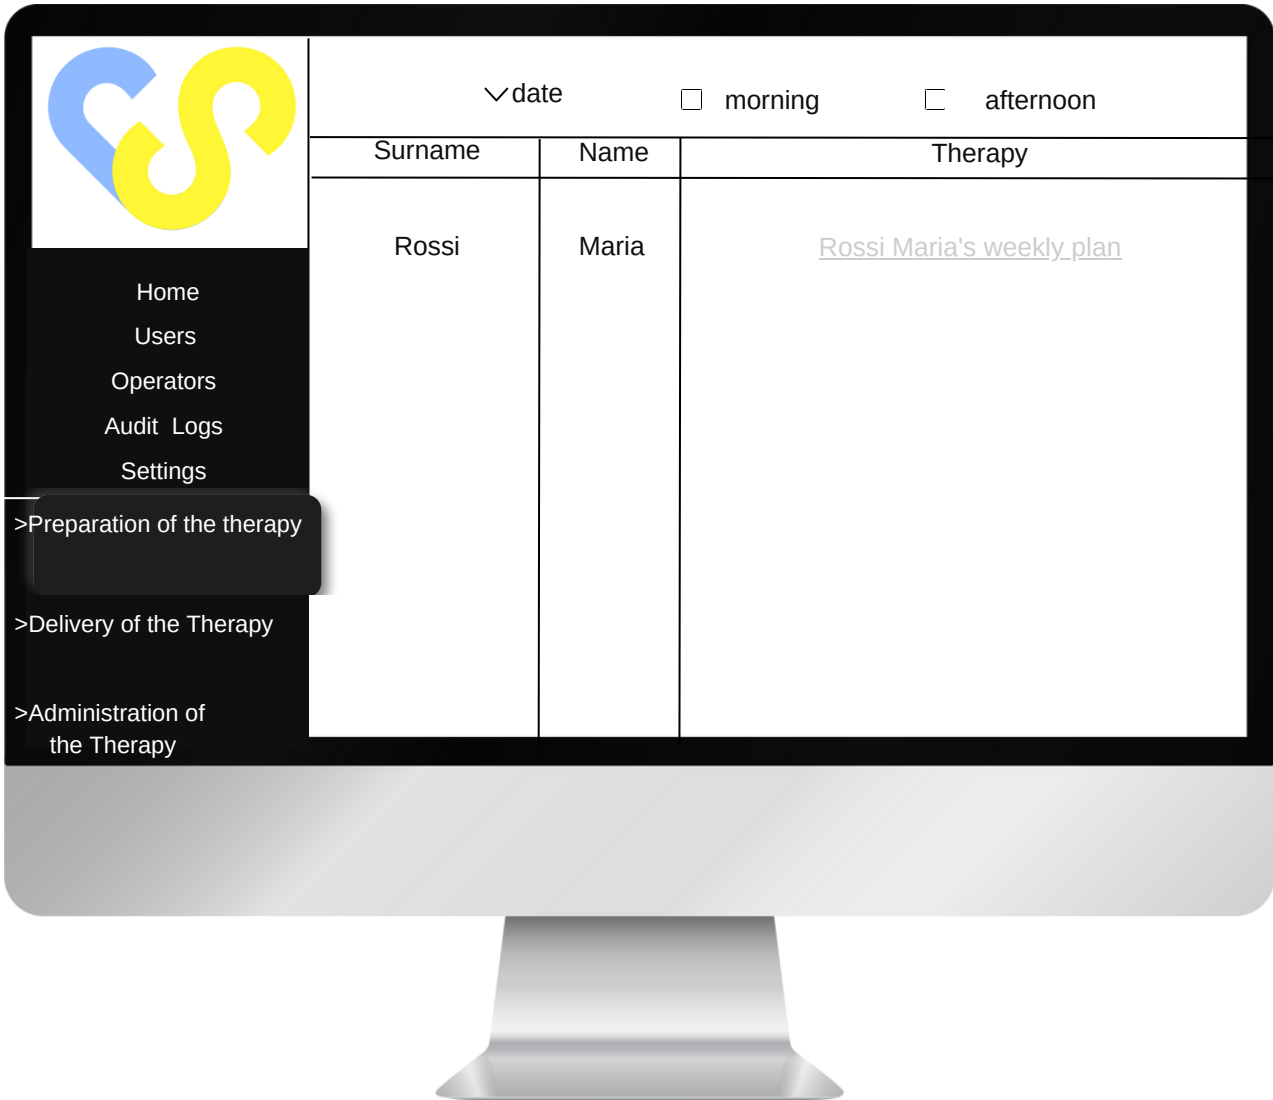 date
morning
afternoon
Surname
Name
Therapy
Rossi
Maria
Rossi Maria's weekly plan
Home
Users
Operators
Audit  Logs
Settings
>Preparation of the therapy
>Delivery of the Therapy
>Administration of
the Therapy